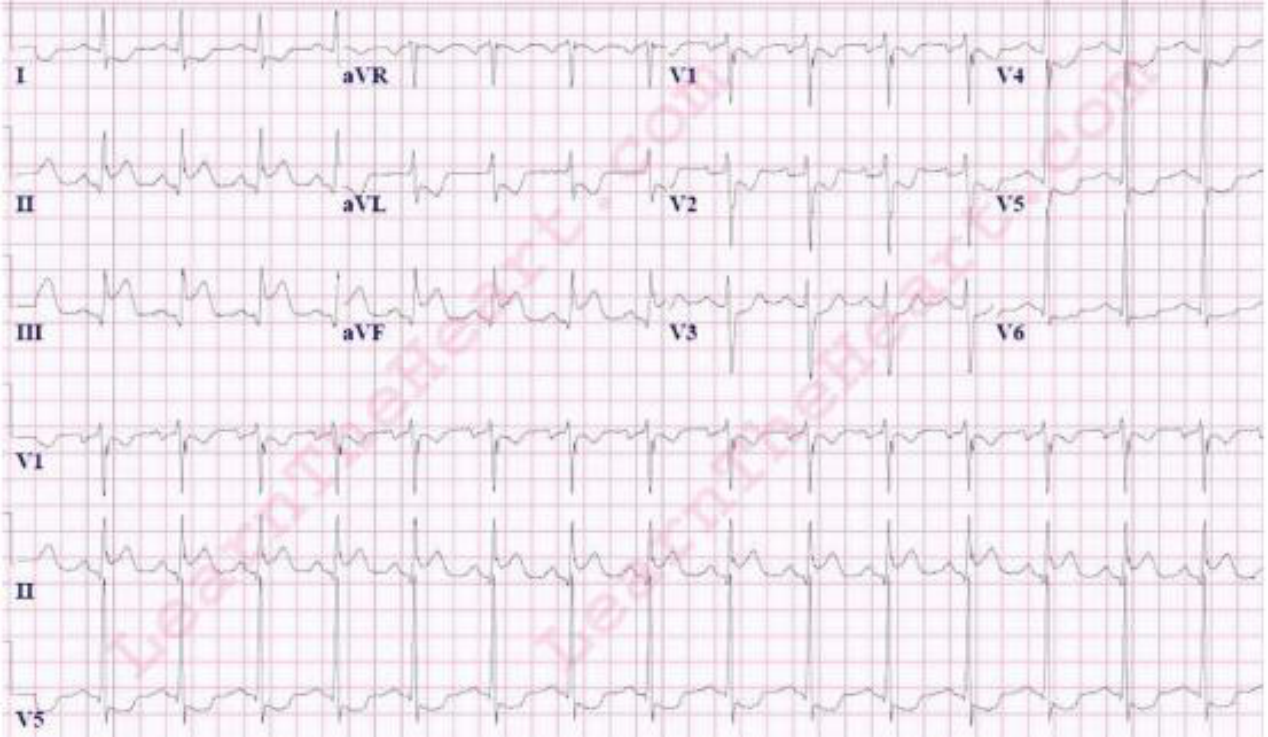 I aVR V1 V4
II aVL V2 V5
III aVF V3 V6
V1
II
V5
LearnTheHeart.com
LearnTheHeart.com